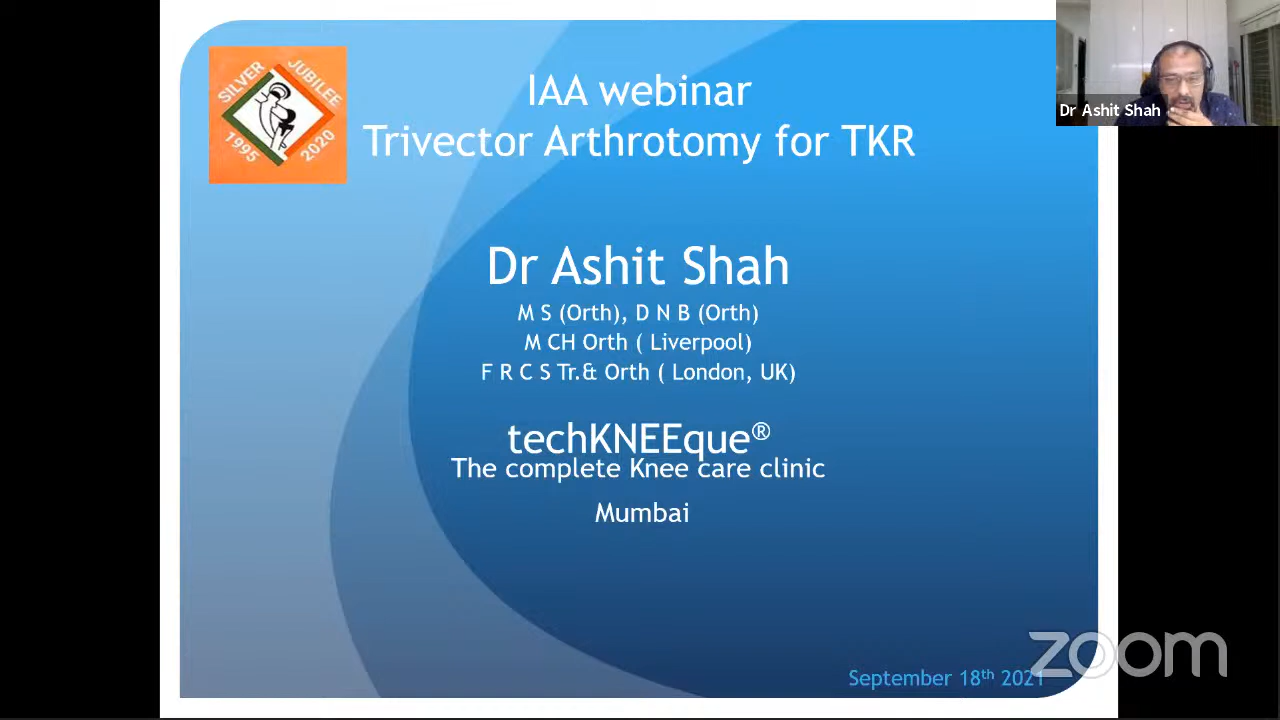 SILVER
JUBILEE
1995
2020
IAA webinar
Trivector Arthrotomy for TKR
Dr Ashit Shah
Dr Ashit Shah
M S (Orth), D N B (Orth)
M CH Orth ( Liverpool)
F R C S Tr.& Orth ( London, UK)
techKNEEque®
The complete Knee care clinic
Mumbai
zoom
September 18th 2021